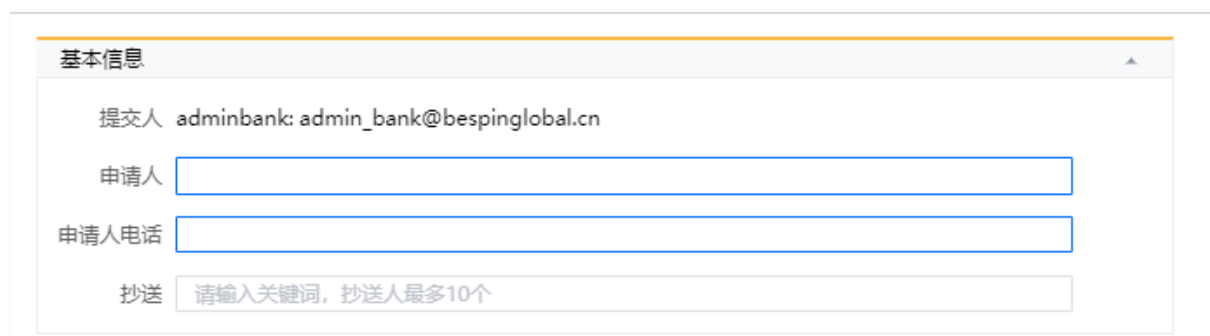 基本信息
提交人 adminbank: admin_bank@bespinglobal.cn
申请人
申请人电话
抄送 请输入关键词，抄送人最多10个